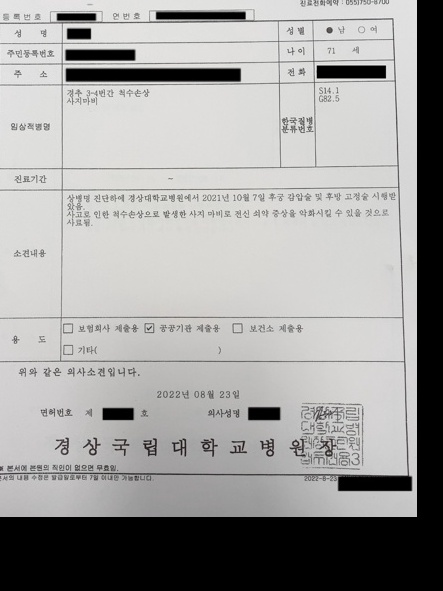 진료전화예약 : 055)750-8700
등록번호 연번호
성 명 성별 ● 남 ○ 여
주민등록번호 나이 71 세
주 소 전화
임상적병명 경추 3-4번간 척수손상
사지마비
한국질병
분류번호
S14.1
G82.5
진료기간 -
소견내용
상병명 진단하에 경상대학교병원에서 2021년 10월 7일 후궁 감압술 및 후방 고정술 시행받
았음.
사고로 인한 척수손상으로 발생한 사지 마비로 전신 쇠약 증상을 악화시킬 수 있을 것으로
사료됨.
용 도 □ 보험회사 제출용 ☑ 공공기관 제출용 □ 보건소 제출용
□ 기타( )
위와 같은 의사소견입니다.
2022년 08월 23일
면허번호 제 호 의사성명
경상국립대학교병원장
※ 본서에 본원의 직인이 없으면 무효임.
본서의 내용 수정은 발급일로부터 7일 이내만 가능합니다. 2022-8-23